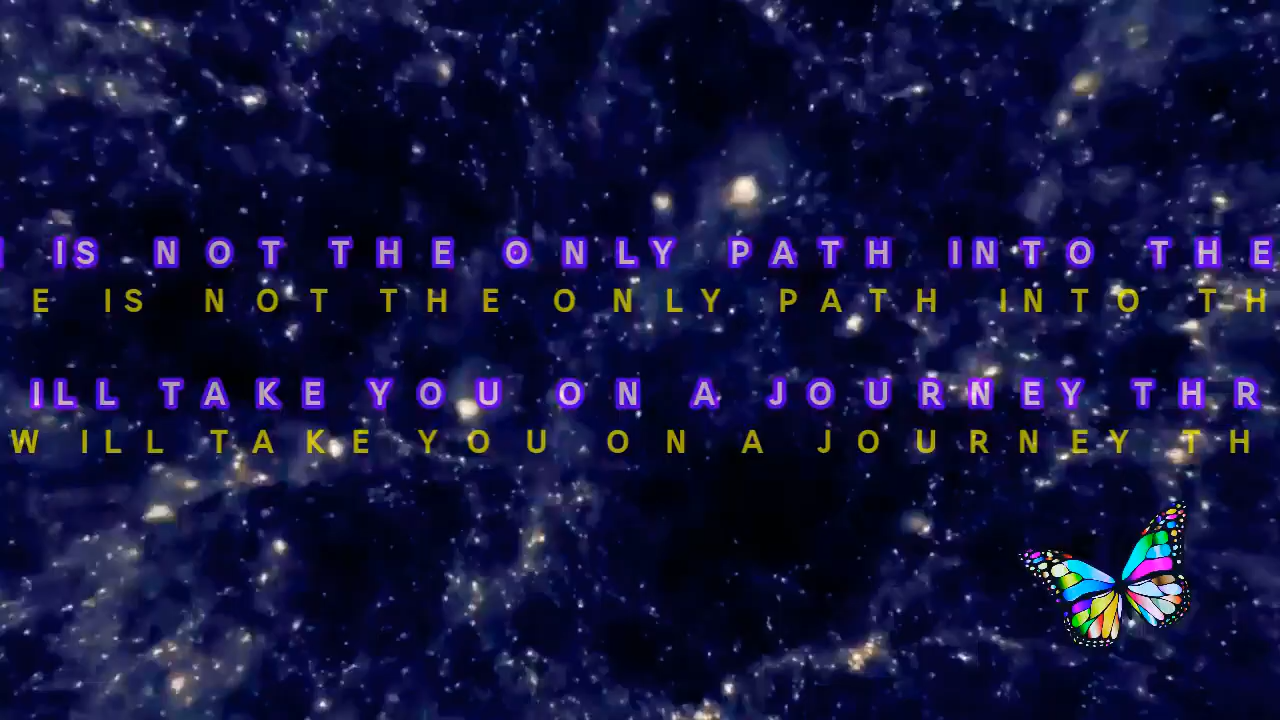 IS NOT THE ONLY PATH INTO THE
E IS NOT THE ONLY PATH INTO TH
ILL TAKE YOU ON A JOURNEY THR
WILL TAKE YOU ON A JOURNEY TH